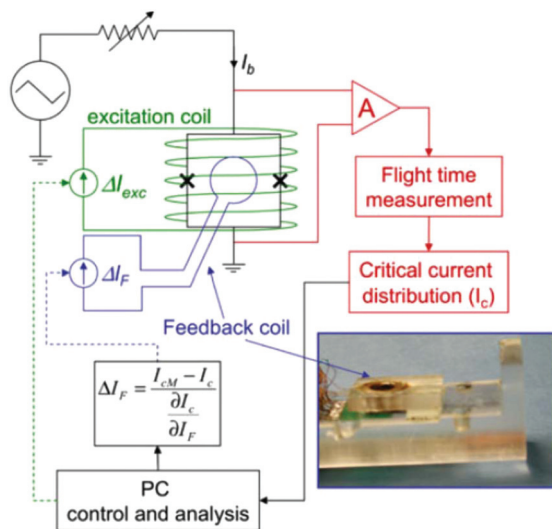 I_b
excitation coil
A
ΔI_exc
Flight time
measurement
ΔI_F
Critical current
distribution (I_c)
Feedback coil
ΔI_F = (I_cM − I_c) / (∂I_c / ∂I_F)
PC
control and analysis